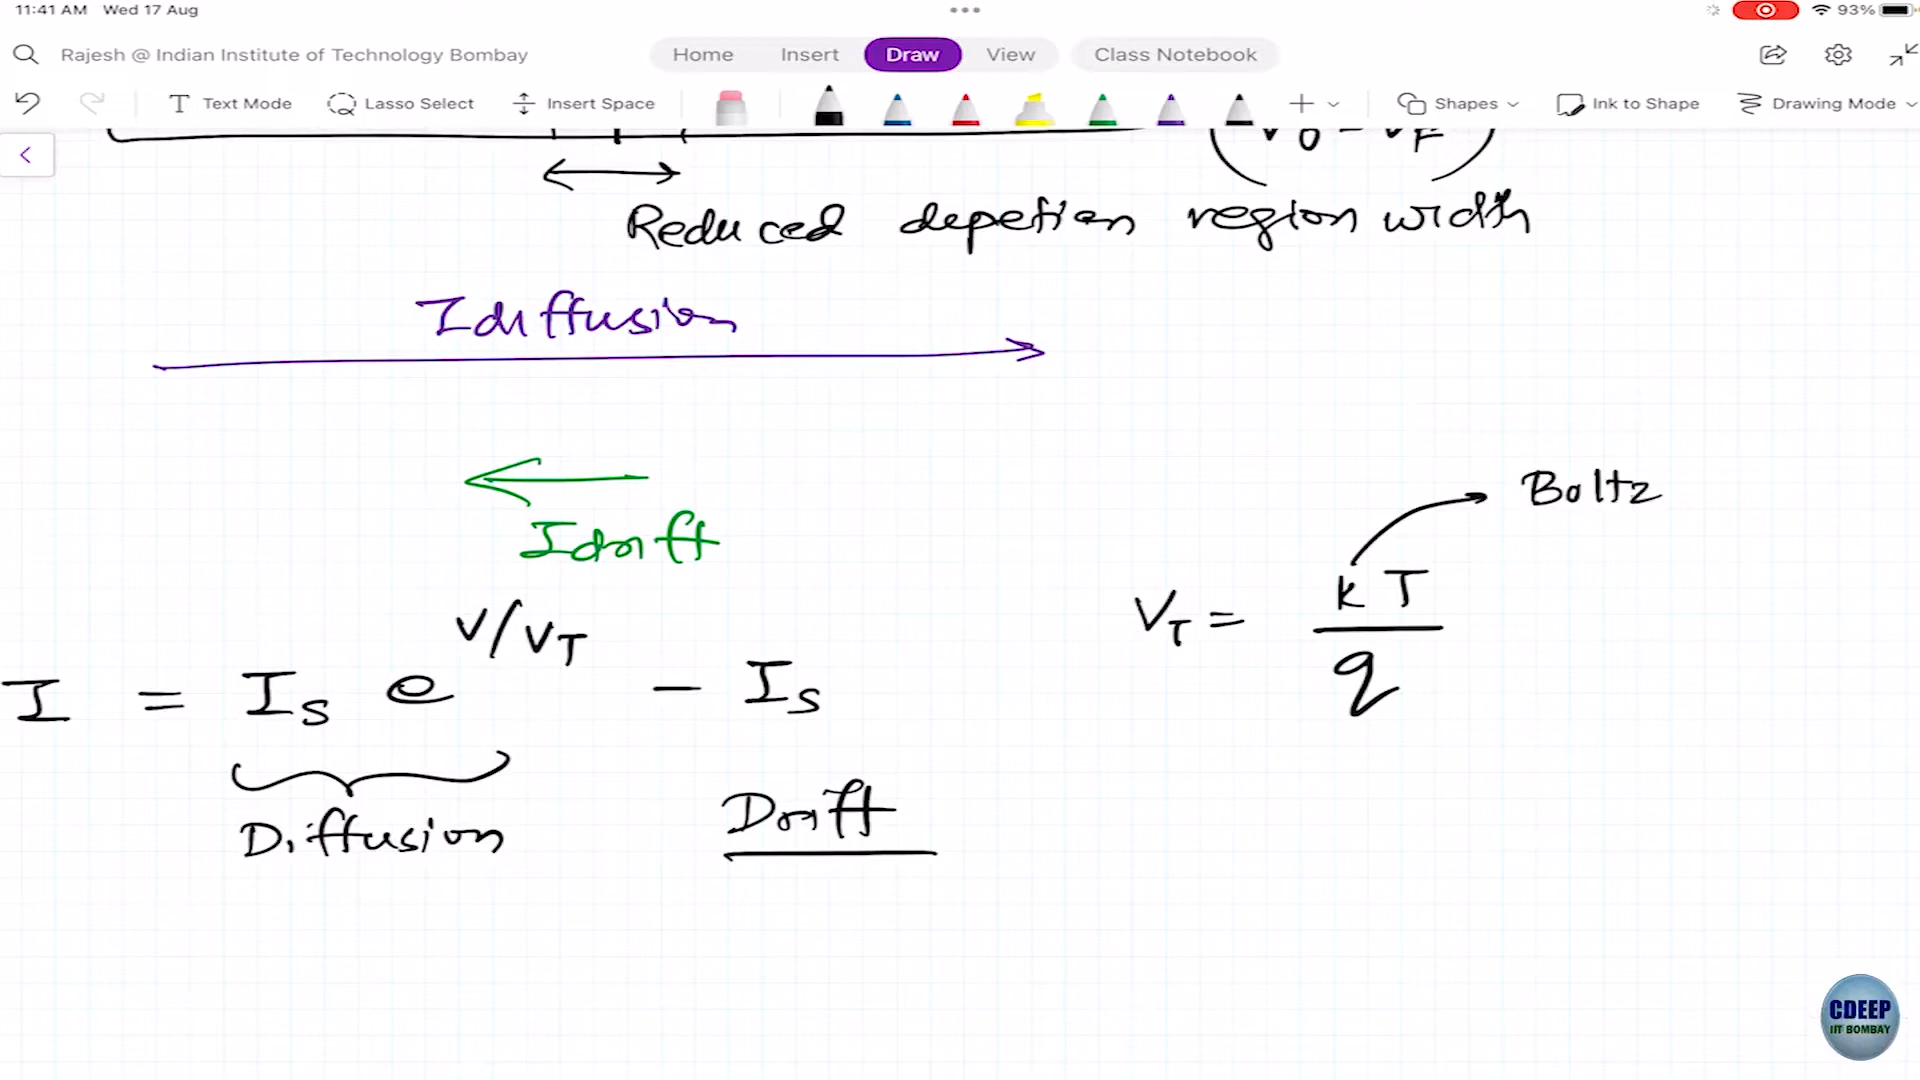 11:41 AM Wed 17 Aug
93%
Rajesh @ Indian Institute of Technology Bombay
Home Insert Draw View Class Notebook
Text Mode Lasso Select Insert Space Shapes Ink to Shape Drawing Mode
(V0 - VF)
Reduced depetion region width
Idiffusion
Idrift
Boltz
VT = kT/q
I = Is e^V/VT - Is
Diffusion Drift
CDEEP
IIT BOMBAY